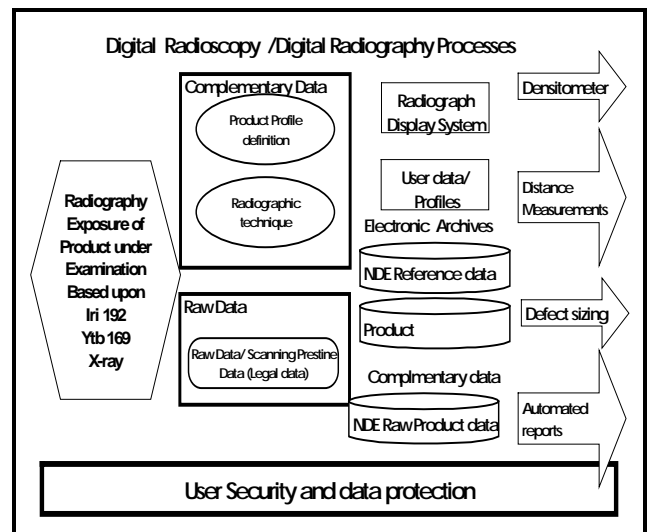 Digital Radioscopy /Digital Radiography Processes
Radiography
Exposure of
Product under
Examination
Based upon
Iri 192
Ytb 169
X-ray
Complementary Data
Product Profile
definition
Radiographic
technique
Raw Data
Raw Data/ Scanning Prestine
Data (Legal data)
Radiograph
Display System
User data/
Profiles
Electronic Archives
NDE Reference data
Product
Complmentary data
NDE Raw Product data
Densitometer
Distance
Measurements
Defect sizing
Automated
reports
User Security and data protection